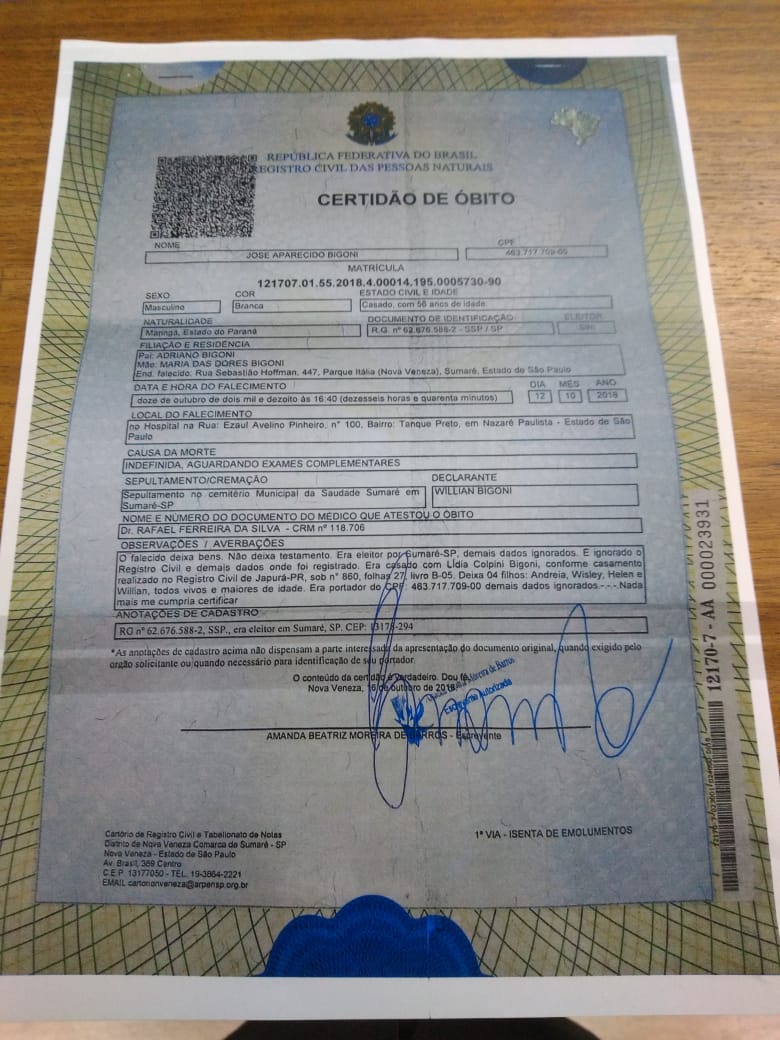 REPÚBLICA FEDERATIVA DO BRASIL
REGISTRO CIVIL DAS PESSOAS NATURAIS
CERTIDÃO DE ÓBITO
NOME
CPF
JOSE APARECIDO BIGONI
463.717.709-00
MATRÍCULA
121707.01.55.2018.4.00014.195.0005730-90
SEXO
COR
ESTADO CIVIL E IDADE
Masculino
Branca
Casado, com 56 anos de idade
NATURALIDADE
DOCUMENTO DE IDENTIFICAÇÃO
ELEITOR
Maringá, Estado do Paraná
R.G. nº 62.676.588-2 - SSP / SP
Sim
FILIAÇÃO E RESIDÊNCIA
Pai: ADRIANO BIGONI
Mãe: MARIA DAS DORES BIGONI
End. falecido: Rua Sebastião Hoffman, 447, Parque Itália (Nova Veneza), Sumaré, Estado de São Paulo
DATA E HORA DO FALECIMENTO
DIA
MÊS
ANO
doze de outubro de dois mil e dezoito às 16:40 (dezesseis horas e quarenta minutos)
12
10
2018
LOCAL DO FALECIMENTO
no Hospital na Rua: Ezaul Avelino Pinheiro, n° 100, Bairro: Tanque Preto, em Nazaré Paulista - Estado de São
Paulo
CAUSA DA MORTE
INDEFINIDA, AGUARDANDO EXAMES COMPLEMENTARES
SEPULTAMENTO/CREMAÇÃO
DECLARANTE
Sepultamento no cemitério Municipal da Saudade Sumaré em
Sumaré-SP
WILLIAN BIGONI
NOME E NÚMERO DO DOCUMENTO DO MÉDICO QUE ATESTOU O ÓBITO
Dr. RAFAEL FERREIRA DA SILVA - CRM nº 118.706
OBSERVAÇÕES / AVERBAÇÕES
O falecido deixa bens. Não deixa testamento. Era eleitor por Sumaré-SP, demais dados ignorados. É ignorado o
Registro Civil e demais dados onde foi registrado. Era casado com Lídia Colpini Bigoni, conforme casamento
realizado no Registro Civil de Japurá-PR, sob n° 860, folhas 27, livro B-05. Deixa 04 filhos: Andreia, Wisley, Helen e
Willian, todos vivos e maiores de idade. Era portador do CPF: 463.717.709-00 demais dados ignorados.-.-.-.Nada
mais me cumpria certificar
ANOTAÇÕES DE CADASTRO
RG nº 62.676.588-2, SSP., era eleitor em Sumaré, SP. CEP: 13178-294
*As anotações de cadastro acima não dispensam a parte interessada da apresentação do documento original, quando exigido pelo
orgão solicitante ou quando necessário para identificação de seu portador.
O conteúdo da certidão é verdadeiro. Dou fé.
Nova Veneza, 16 de outubro de 2018
Moreira de Barros
Escrevente Autorizada
AMANDA BEATRIZ MOREIRA DE BARROS - Escrevente
Cartório de Registro Civil e Tabelionato de Notas
Distrito de Nova Veneza Comarca de Sumaré - SP
Nova Veneza - Estado de São Paulo
Av. Brasil, 369 Centro
C.E.P. 13177050 - TEL. 19-3864-2221
EMAIL cartorionveneza@arpensp.org.br
1ª VIA - ISENTA DE EMOLUMENTOS
12170-7 - AA 000023931